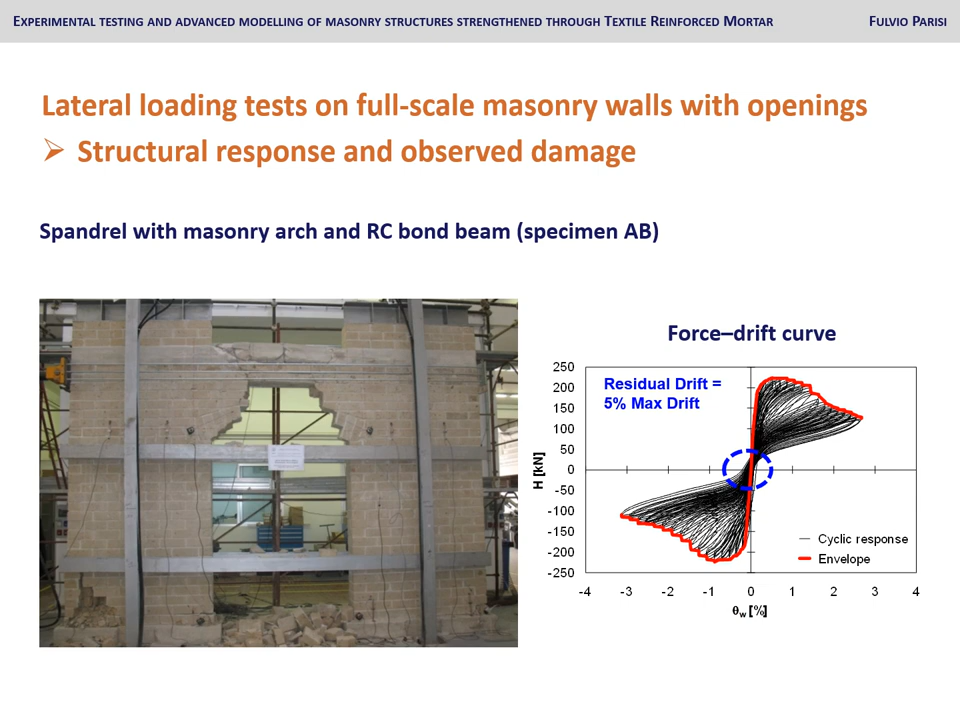 EXPERIMENTAL TESTING AND ADVANCED MODELLING OF MASONRY STRUCTURES STRENGTHENED THROUGH TEXTILE REINFORCED MORTAR
FULVIO PARISI
Lateral loading tests on full-scale masonry walls with openings
➢ Structural response and observed damage
Spandrel with masonry arch and RC bond beam (specimen AB)
Force–drift curve
Residual Drift =
5% Max Drift
250
200
150
100
50
0
-50
-100
-150
-200
-250
H [kN]
Cyclic response
Envelope
-4 -3 -2 -1 0 1 2 3 4
θw [%]